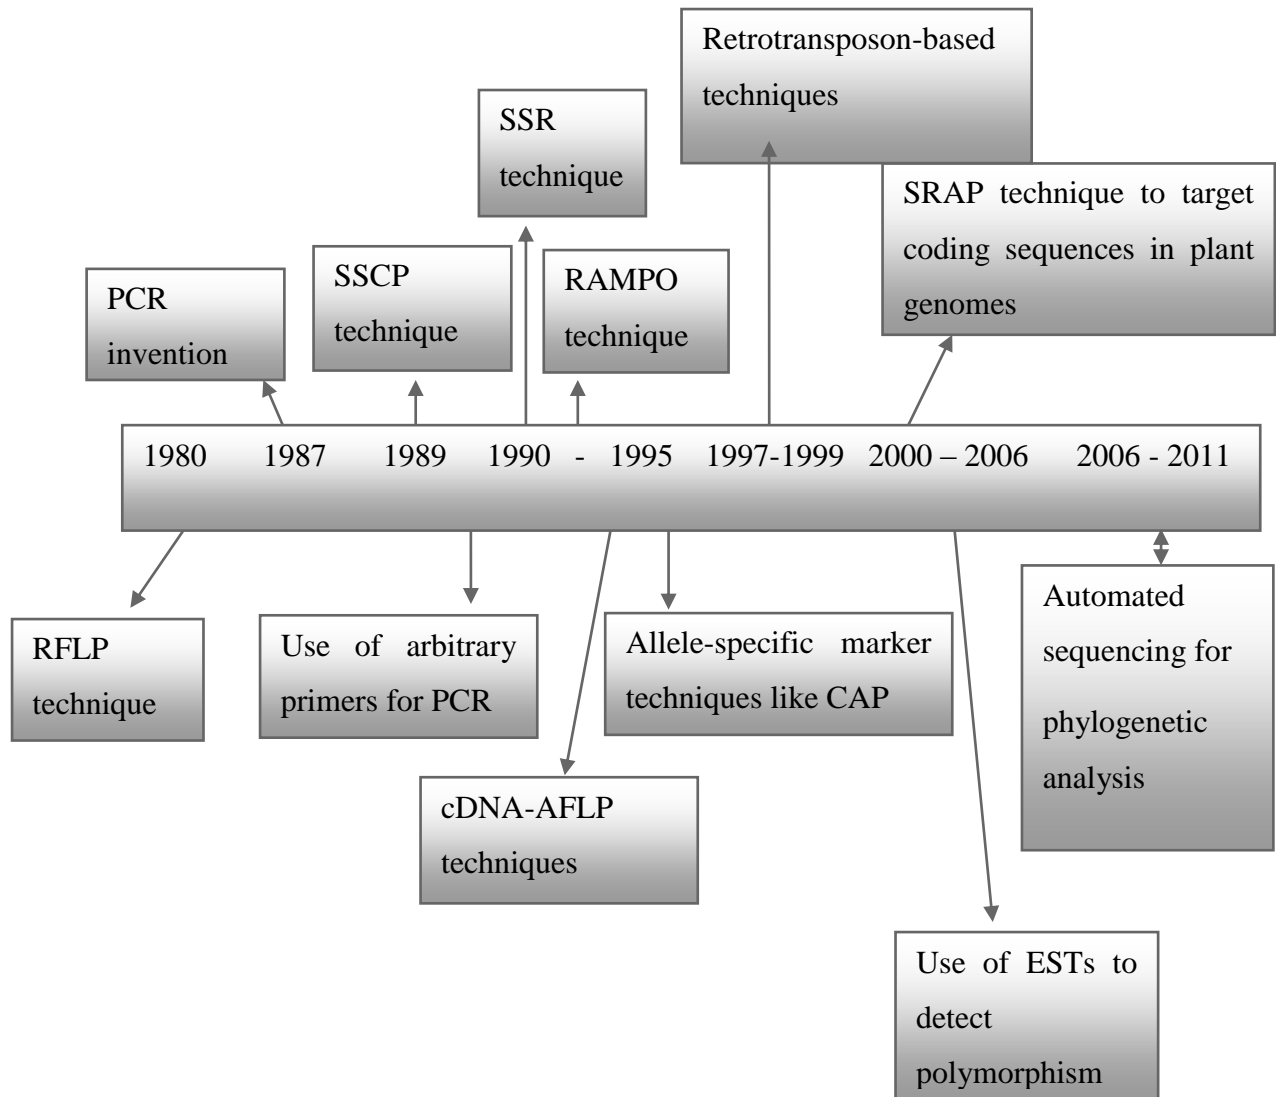 Retrotransposon-based
techniques
SSR
technique
SRAP technique to target
coding sequences in plant
genomes
SSCP
technique
RAMPO
technique
PCR
invention
1980 1987 1989 1990 - 1995 1997-1999 2000 – 2006 2006 - 2011
RFLP
technique
Use of arbitrary
primers for PCR
Allele-specific marker
techniques like CAP
Automated
sequencing for
phylogenetic
analysis
cDNA-AFLP
techniques
Use of ESTs to
detect
polymorphism